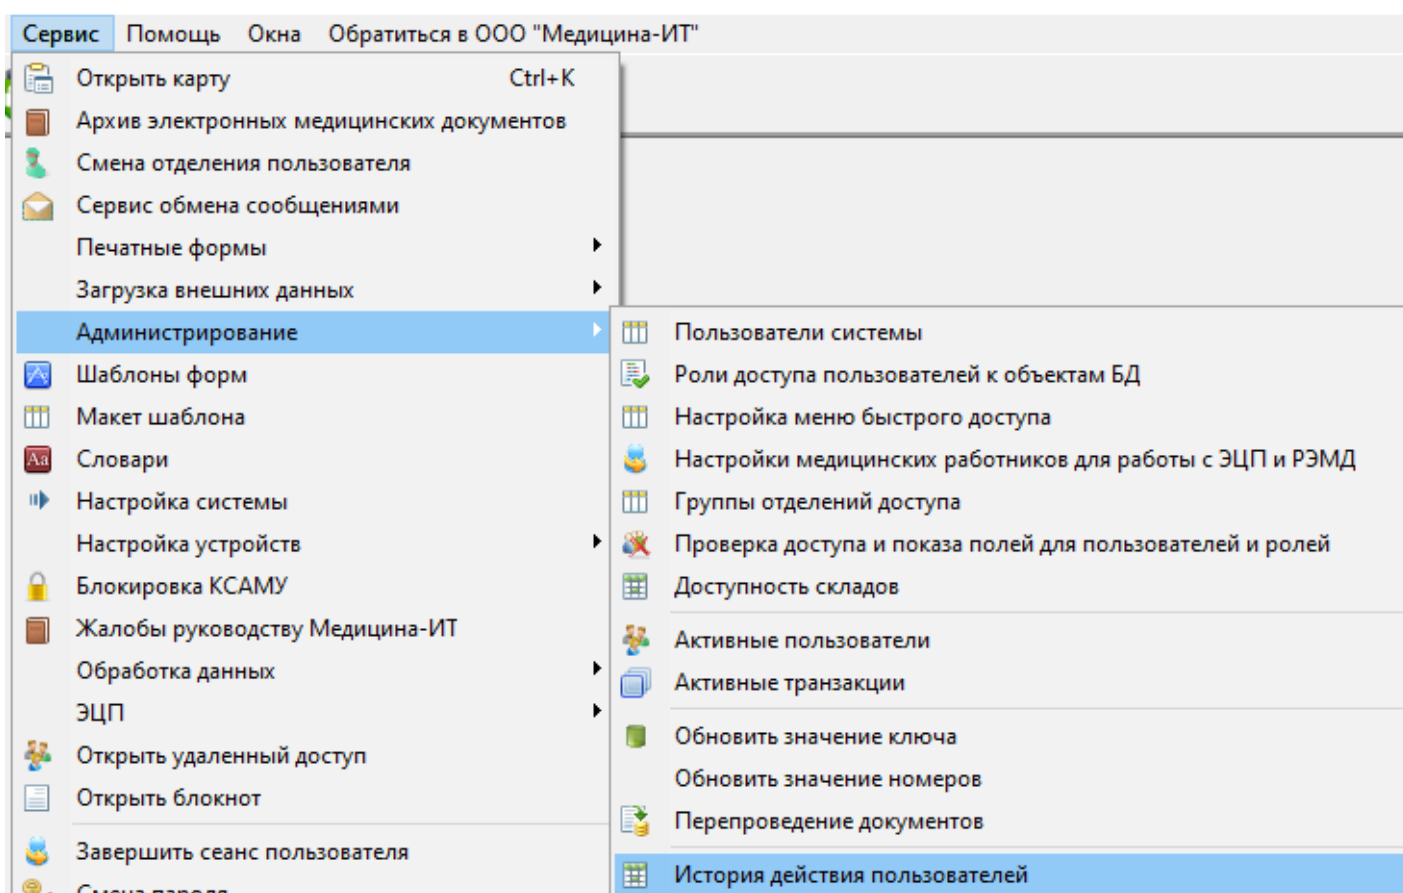 Сервис Помощь Окна Обратиться в ООО "Медицина-ИТ"
Открыть карту Ctrl+K
Архив электронных медицинских документов
Смена отделения пользователя
Сервис обмена сообщениями
Печатные формы
Загрузка внешних данных
Администрирование
Шаблоны форм
Макет шаблона
Словари
Настройка системы
Настройка устройств
Блокировка КСАМУ
Жалобы руководству Медицина-ИТ
Обработка данных
ЭЦП
Открыть удаленный доступ
Открыть блокнот
Завершить сеанс пользователя
Смена пароля
Пользователи системы
Роли доступа пользователей к объектам БД
Настройка меню быстрого доступа
Настройки медицинских работников для работы с ЭЦП и РЭМД
Группы отделений доступа
Проверка доступа и показа полей для пользователей и ролей
Доступность складов
Активные пользователи
Активные транзакции
Обновить значение ключа
Обновить значение номеров
Перепроведение документов
История действия пользователей